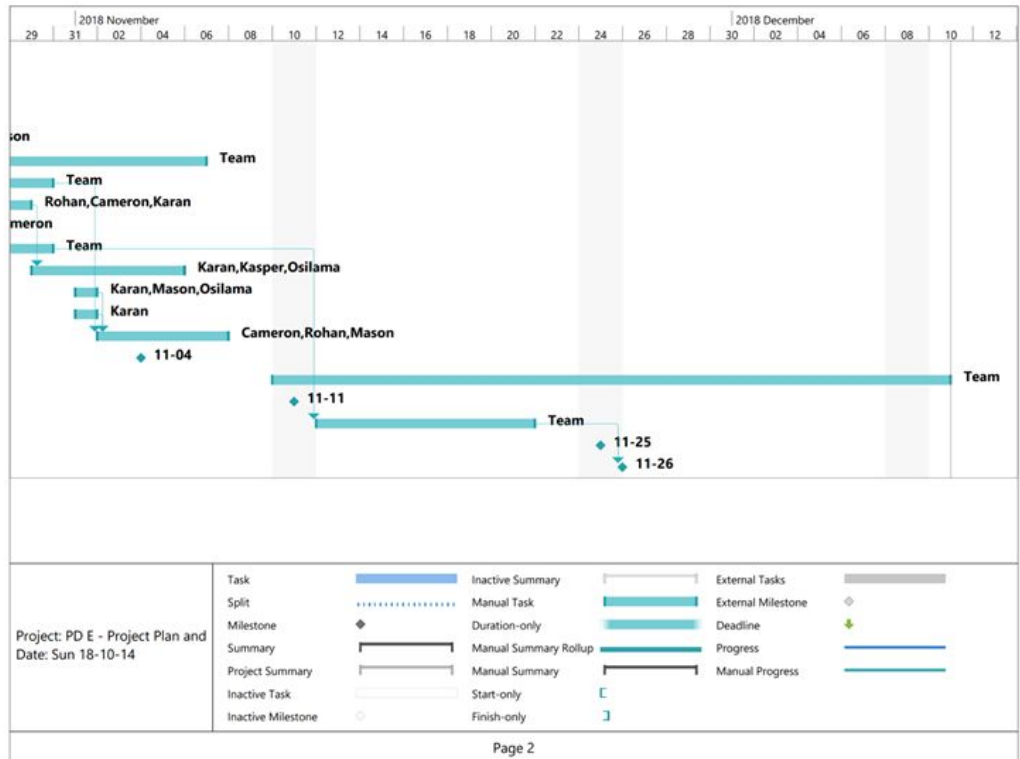 2018 November 2018 December
29 31 02 04 06 08 10 12 14 16 18 20 22 24 26 28 30 02 04 06 08 10 12
son
Team
Team
Rohan,Cameron,Karan
meron
Team
Karan,Kasper,Osilama
Karan,Mason,Osilama
Karan
Cameron,Rohan,Mason
11-04
Team
11-11
Team
11-25
11-26
Project: PD E - Project Plan and
Date: Sun 18-10-14
Task
Split
Milestone
Summary
Project Summary
Inactive Task
Inactive Milestone
Inactive Summary
Manual Task
Duration-only
Manual Summary Rollup
Manual Summary
Start-only
Finish-only
External Tasks
External Milestone
Deadline
Progress
Manual Progress
Page 2